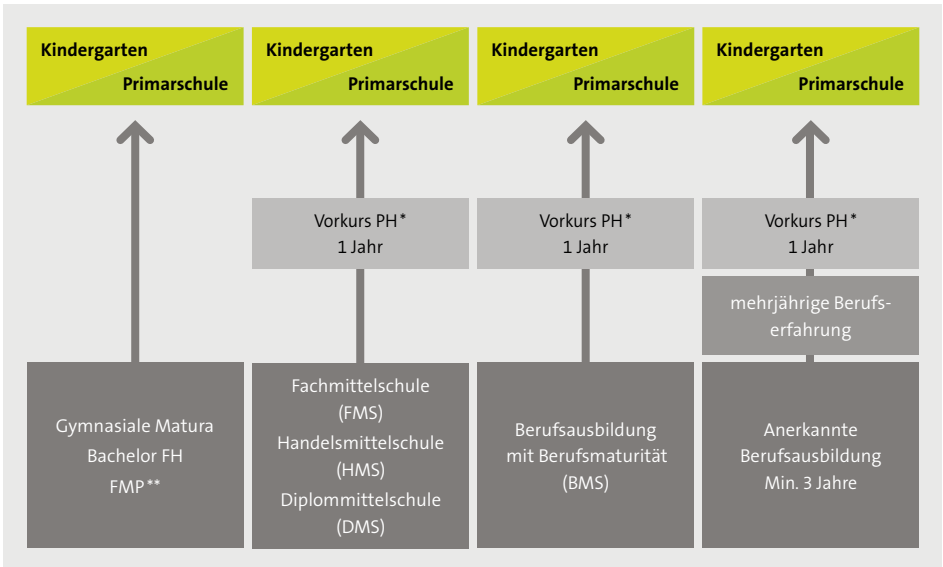 Kindergarten
Primarschule
Kindergarten
Primarschule
Kindergarten
Primarschule
Kindergarten
Primarschule
Vorkurs PH*
1 Jahr
Vorkurs PH*
1 Jahr
Vorkurs PH*
1 Jahr
mehrjährige Berufs-
erfahrung
Gymnasiale Matura
Bachelor FH
FMP**
Fachmittelschule
(FMS)
Handelsmittelschule
(HMS)
Diplommittelschule
(DMS)
Berufsausbildung
mit Berufsmaturität
(BMS)
Anerkannte
Berufsausbildung
Min. 3 Jahre